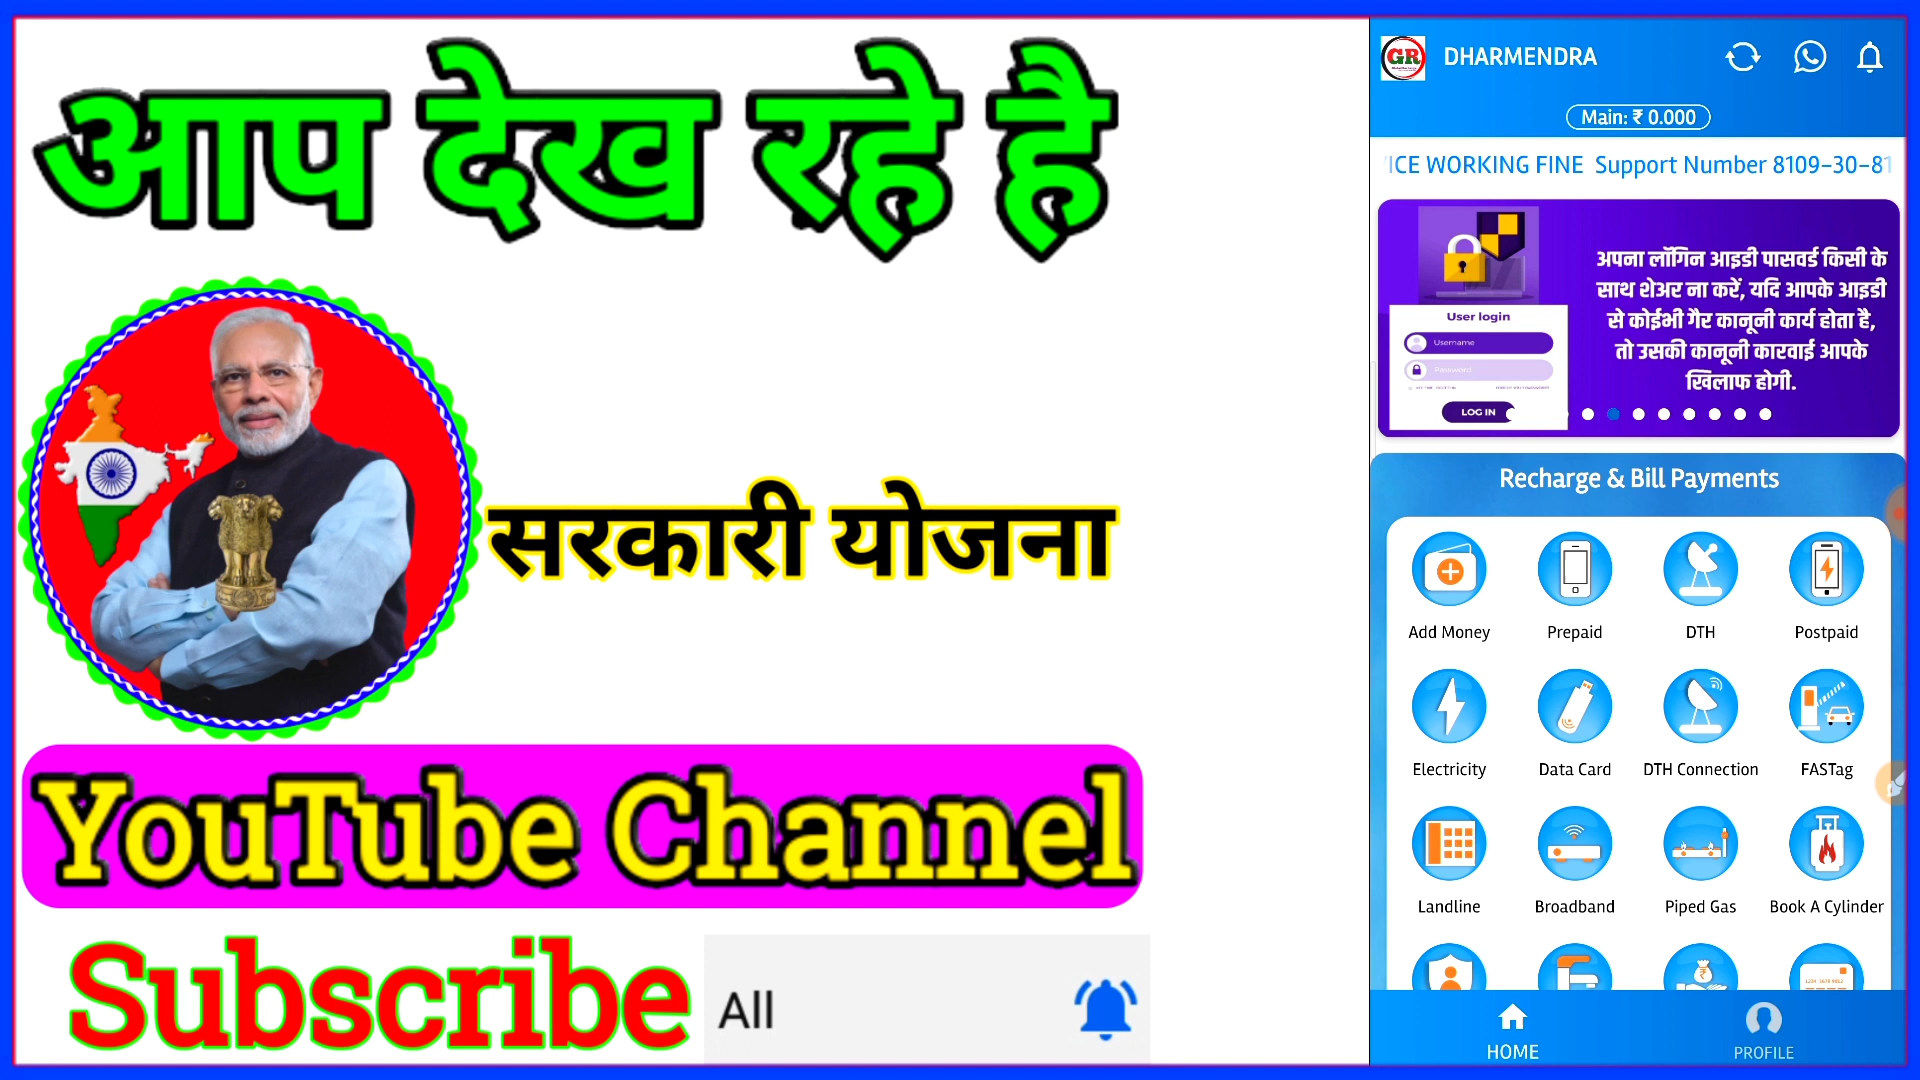 आप देख रहे है
सरकारी योजना
YouTube Channel
Subscribe
All
GR
DHARMENDRA
Main: ₹ 0.000
ICE WORKING FINE Support Number 8109-30-81
User login
Username
Password
LOG IN
अपना लॉगिन आइडी पासवर्ड किसी के
साथ शेअर ना करें, यदि आपके आइडी
से कोईभी गैर कानूनी कार्य होता है,
तो उसकी कानूनी कारवाई आपके
खिलाफ होगी.
Recharge & Bill Payments
Add Money
Prepaid
DTH
Postpaid
Electricity
Data Card
DTH Connection
FASTag
Landline
Broadband
Piped Gas
Book A Cylinder
HOME
PROFILE